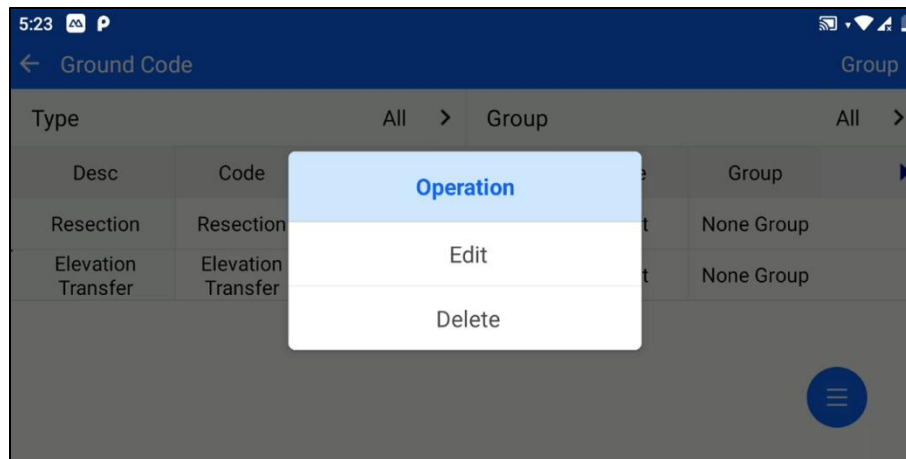 5:23
Ground Code Group
Type All Group All
Desc Code Group
Operation
Resection Resection None Group
Edit
Elevation Transfer Elevation Transfer None Group
Delete